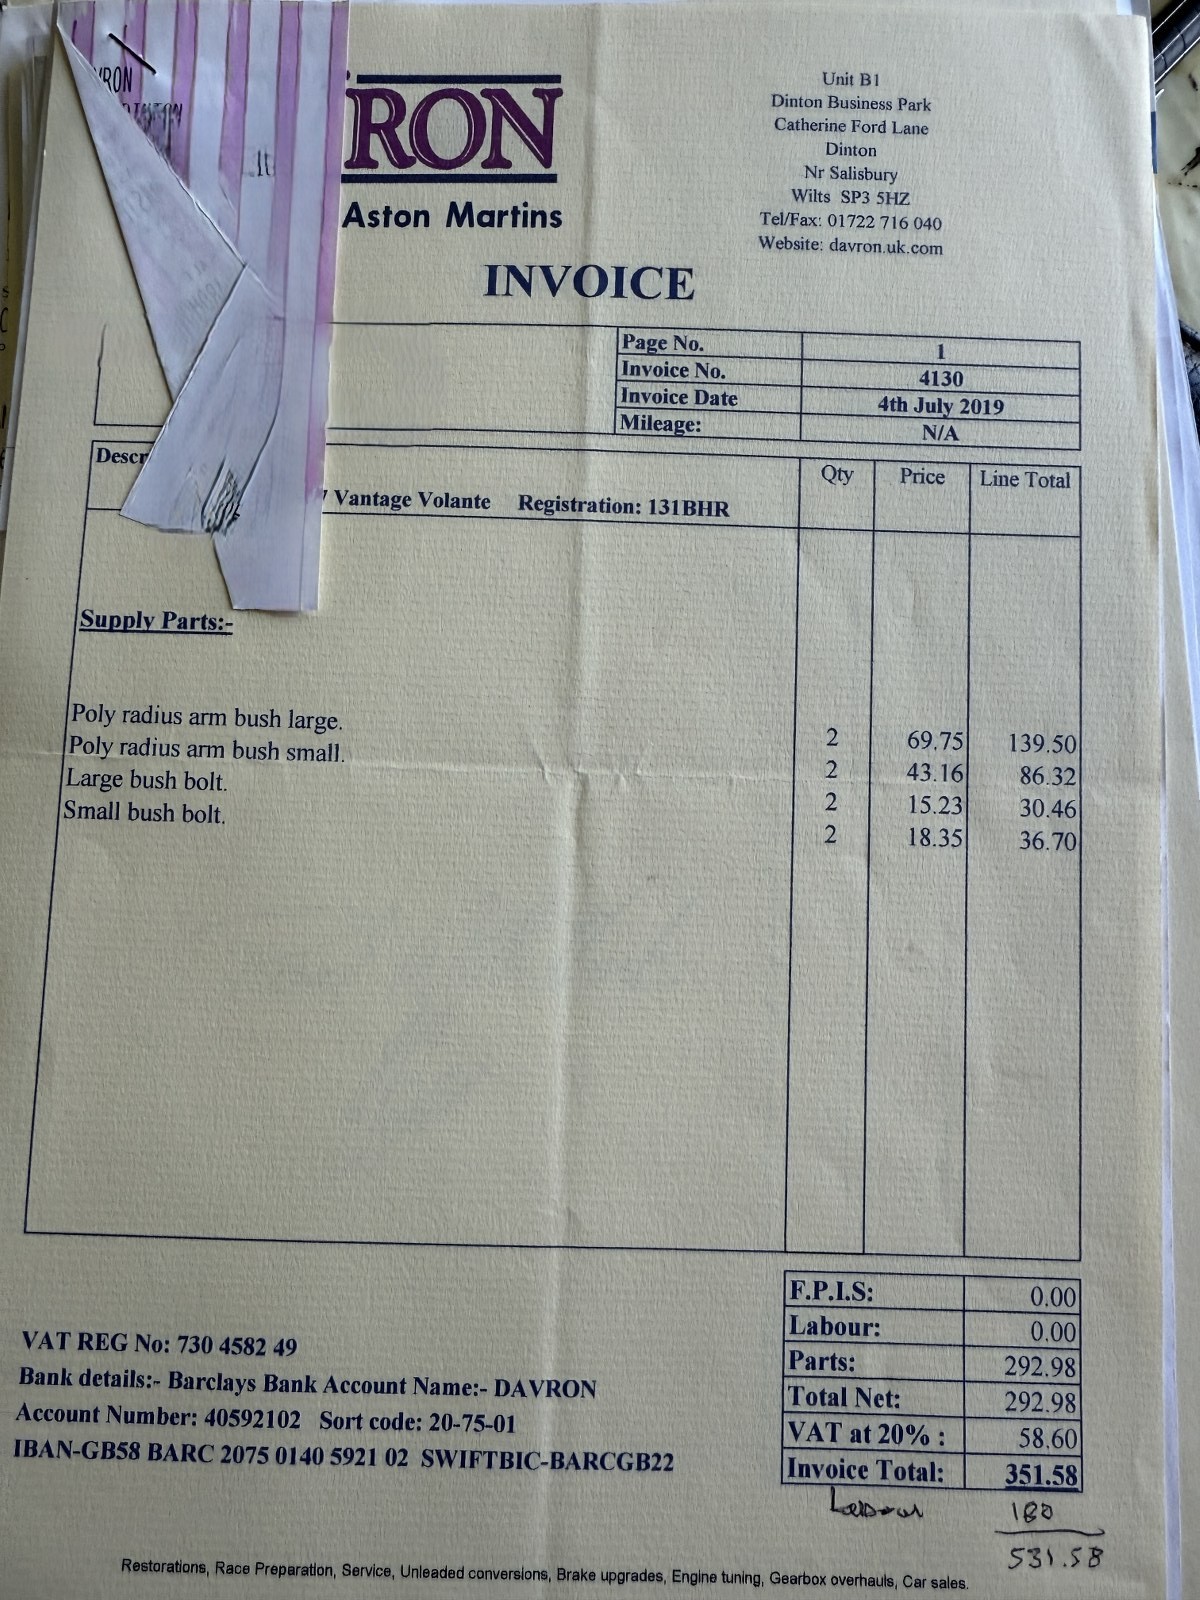 RON
Aston Martins
Unit B1
Dinton Business Park
Catherine Ford Lane
Dinton
Nr Salisbury
Wilts SP3 5HZ
Tel/Fax: 01722 716 040
Website: davron.uk.com
INVOICE
Page No. 1
Invoice No. 4130
Invoice Date 4th July 2019
Mileage: N/A
Descr Qty Price Line Total
7 Vantage Volante Registration: 131BHR
Supply Parts:-
Poly radius arm bush large. 2 69.75 139.50
Poly radius arm bush small. 2 43.16 86.32
Large bush bolt. 2 15.23 30.46
Small bush bolt. 2 18.35 36.70
F.P.I.S: 0.00
Labour: 0.00
Parts: 292.98
Total Net: 292.98
VAT at 20% : 58.60
Invoice Total: 351.58
Labour 180
531.58
VAT REG No: 730 4582 49
Bank details:- Barclays Bank Account Name:- DAVRON
Account Number: 40592102 Sort code: 20-75-01
IBAN-GB58 BARC 2075 0140 5921 02 SWIFTBIC-BARCGB22
Restorations, Race Preparation, Service, Unleaded conversions, Brake upgrades, Engine tuning, Gearbox overhauls, Car sales.